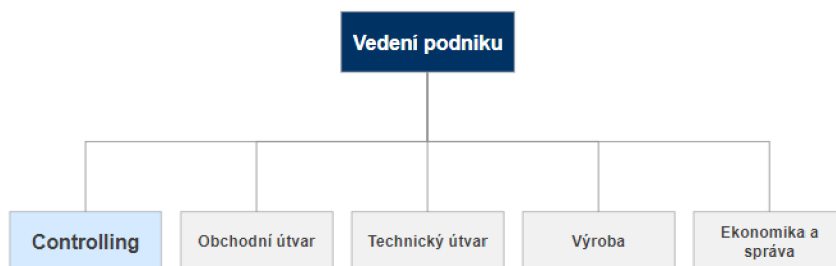 Vedení podniku
Controlling
Obchodní útvar
Technický útvar
Výroba
Ekonomika a
správa